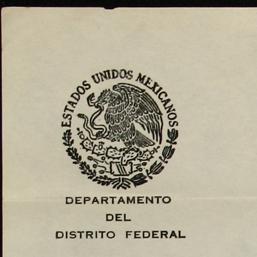 ESTADOS UNIDOS MEXICANOS
DEPARTAMENTO
DEL
DISTRITO FEDERAL